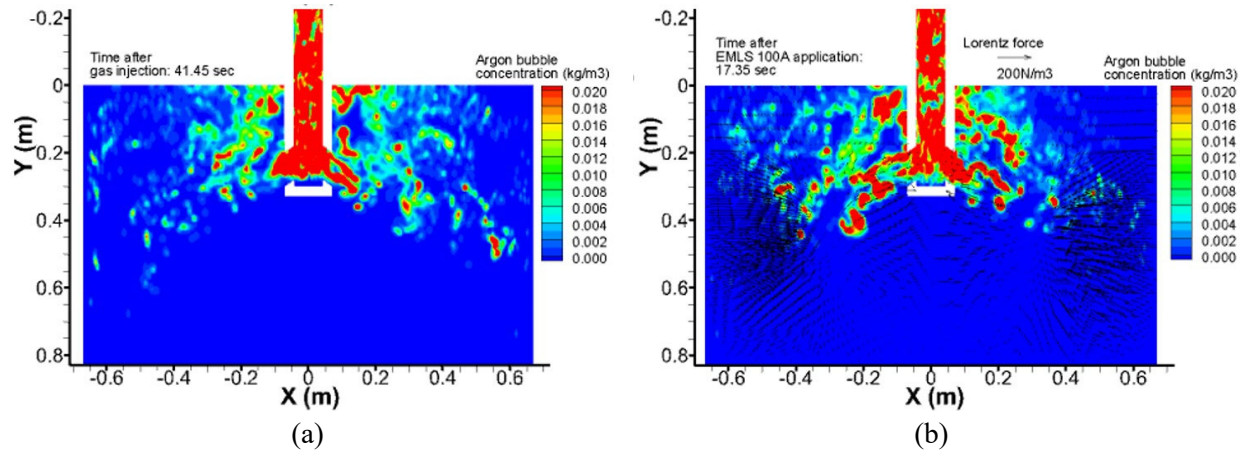 -0.2
0
0.2
0.4
0.6
0.8
Y (m)
Time after
gas injection: 41.45 sec
Argon bubble
concentration (kg/m3)
0.020
0.018
0.016
0.014
0.012
0.010
0.008
0.006
0.004
0.002
0.000
-0.6 -0.4 -0.2 0 0.2 0.4 0.6
X (m)
(a)
-0.2
0
0.2
0.4
0.6
0.8
Y (m)
Time after
EMLS 100A application:
17.35 sec
Lorentz force
200N/m3
Argon bubble
concentration (kg/m3)
0.020
0.018
0.016
0.014
0.012
0.010
0.008
0.006
0.004
0.002
0.000
-0.6 -0.4 -0.2 0 0.2 0.4 0.6
X (m)
(b)